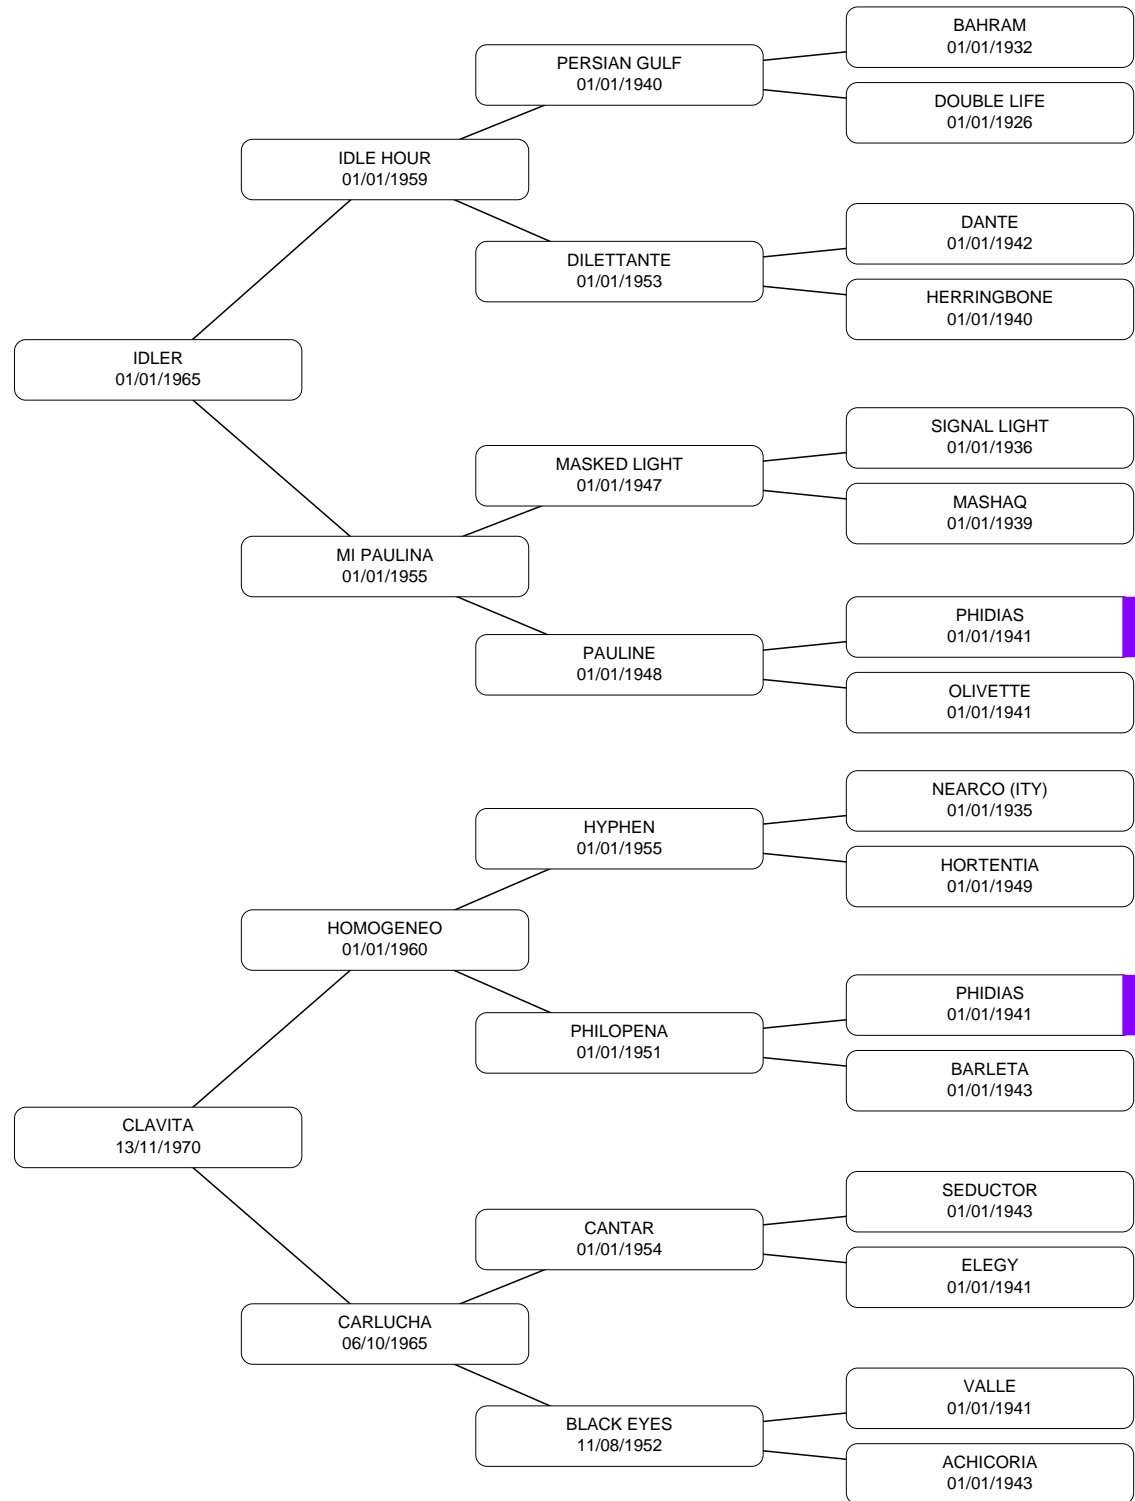 BAHRAM
01/01/1932
PERSIAN GULF
01/01/1940
DOUBLE LIFE
01/01/1926
IDLE HOUR
01/01/1959
DANTE
01/01/1942
DILETTANTE
01/01/1953
HERRINGBONE
01/01/1940
IDLER
01/01/1965
SIGNAL LIGHT
01/01/1936
MASKED LIGHT
01/01/1947
MASHAQ
01/01/1939
MI PAULINA
01/01/1955
PHIDIAS
01/01/1941
PAULINE
01/01/1948
OLIVETTE
01/01/1941
NEARCO (ITY)
01/01/1935
HYPHEN
01/01/1955
HORTENTIA
01/01/1949
HOMOGENEO
01/01/1960
PHIDIAS
01/01/1941
PHILOPENA
01/01/1951
BARLETA
01/01/1943
CLAVITA
13/11/1970
SEDUCTOR
01/01/1943
CANTAR
01/01/1954
ELEGY
01/01/1941
CARLUCHA
06/10/1965
VALLE
01/01/1941
BLACK EYES
11/08/1952
ACHICORIA
01/01/1943